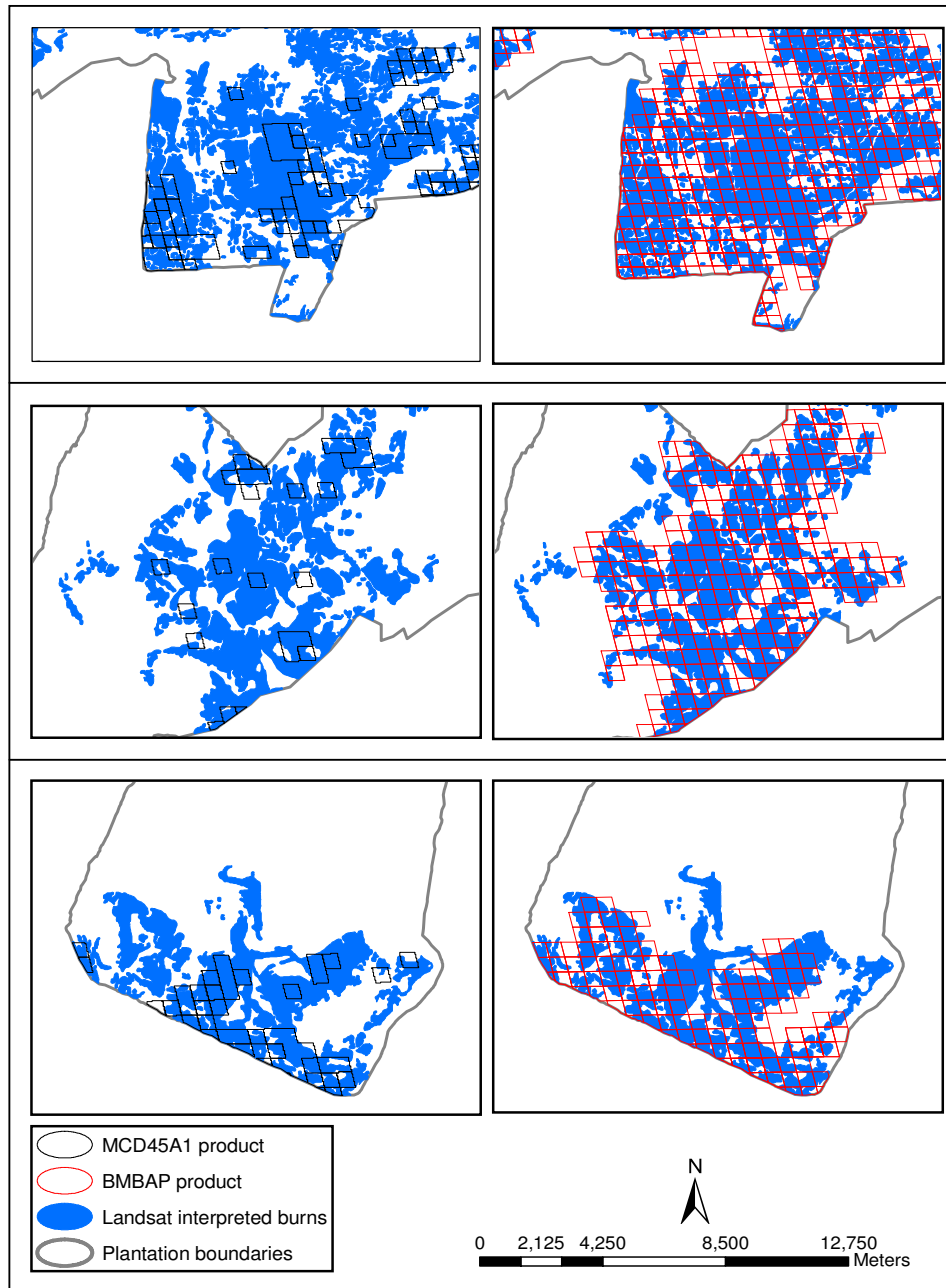 MCD45A1 product
BMBAP product
Landsat interpreted burns
Plantation boundaries
N
0 2,125 4,250 8,500 12,750
Meters